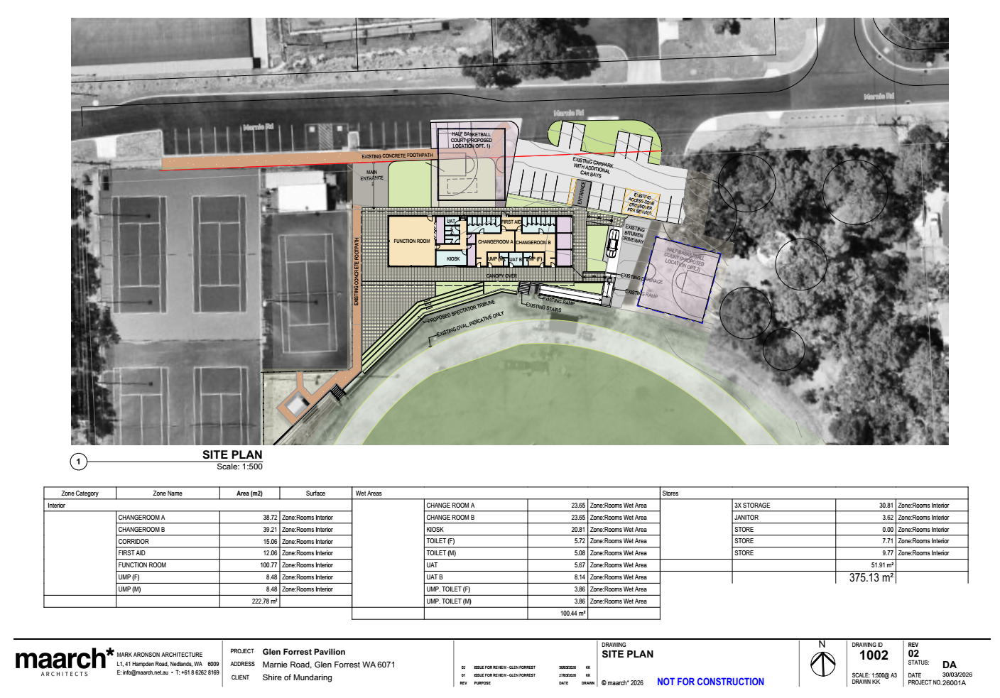 Marnie Rd
Marnie Rd
Marnie Rd
HALF BASKETBALL
COURT (PROPOSED
LOCATION OPT. 1)
EXISTING CONCRETE FOOTPATH
MAIN
ENTRANCE
EXISTING CARPARK
WITH ADDITIONAL
CAR BAYS
ENTRANCE
EXISTING
ACCESS ZONE
CROSSOVER
FOR SERVICE
EXISTING
BITUMEN
DRIVEWAY
HALF BASKETBALL
COURT (PROPOSED
LOCATION OPT.2)
FUNCTION ROOM
UAT
FIRST AID
CHANGEROOM A
CHANGEROOM B
KIOSK
UMP
UAT B
(F)
CANOPY OVER
EXISTING CONCRETE FOOTPATH
EXISTING DRAINAGE
EXISTING RAMP
EXISTING RAMP
EXISTING STAIRS
PROPOSED SPECTATOR TRIBUNE
EXISTING OVAL, INDICATIVE ONLY
1
SITE PLAN
Scale: 1:500
Zone Category Zone Name Area (m2) Surface
Interior
CHANGEROOM A 38.72 Zone:Rooms Interior
CHANGEROOM B 39.21 Zone:Rooms Interior
CORRIDOR 15.06 Zone:Rooms Interior
FIRST AID 12.06 Zone:Rooms Interior
FUNCTION ROOM 100.77 Zone:Rooms Interior
UMP (F) 8.48 Zone:Rooms Interior
UMP (M) 8.48 Zone:Rooms Interior
222.78 m²
Wet Areas
CHANGE ROOM A 23.65 Zone:Rooms Wet Area
CHANGE ROOM B 23.65 Zone:Rooms Wet Area
KIOSK 20.81 Zone:Rooms Wet Area
TOILET (F) 5.72 Zone:Rooms Wet Area
TOILET (M) 5.08 Zone:Rooms Wet Area
UAT 5.67 Zone:Rooms Wet Area
UAT B 8.14 Zone:Rooms Wet Area
UMP. TOILET (F) 3.86 Zone:Rooms Wet Area
UMP. TOILET (M) 3.86 Zone:Rooms Wet Area
100.44 m²
Stores
3X STORAGE 30.81 Zone:Rooms Interior
JANITOR 3.62 Zone:Rooms Interior
STORE 0.00 Zone:Rooms Interior
STORE 7.71 Zone:Rooms Interior
STORE 9.77 Zone:Rooms Interior
51.91 m²
375.13 m²
maarch*
ARCHITECTS
MARK ARONSON ARCHITECTURE
L1, 41 Hampden Road, Nedlands, WA 6009
E: info@maarch.net.au • T: +61 8 6262 8169
PROJECT Glen Forrest Pavilion
ADDRESS Marnie Road, Glen Forrest WA 6071
CLIENT Shire of Mundaring
02 ISSUE FOR REVIEW - GLEN FORREST 30/03/2026 KK
01 ISSUE FOR REVIEW - GLEN FORREST 27/03/2026 KK
REV PURPOSE DATE DRAWN
DRAWING
SITE PLAN
© maarch* 2026 NOT FOR CONSTRUCTION
N
DRAWING ID
1002
SCALE: 1:500@ A3
DRAWN KK
REV
02
STATUS: DA
DATE 30/03/2026
PROJECT NO. 26001A